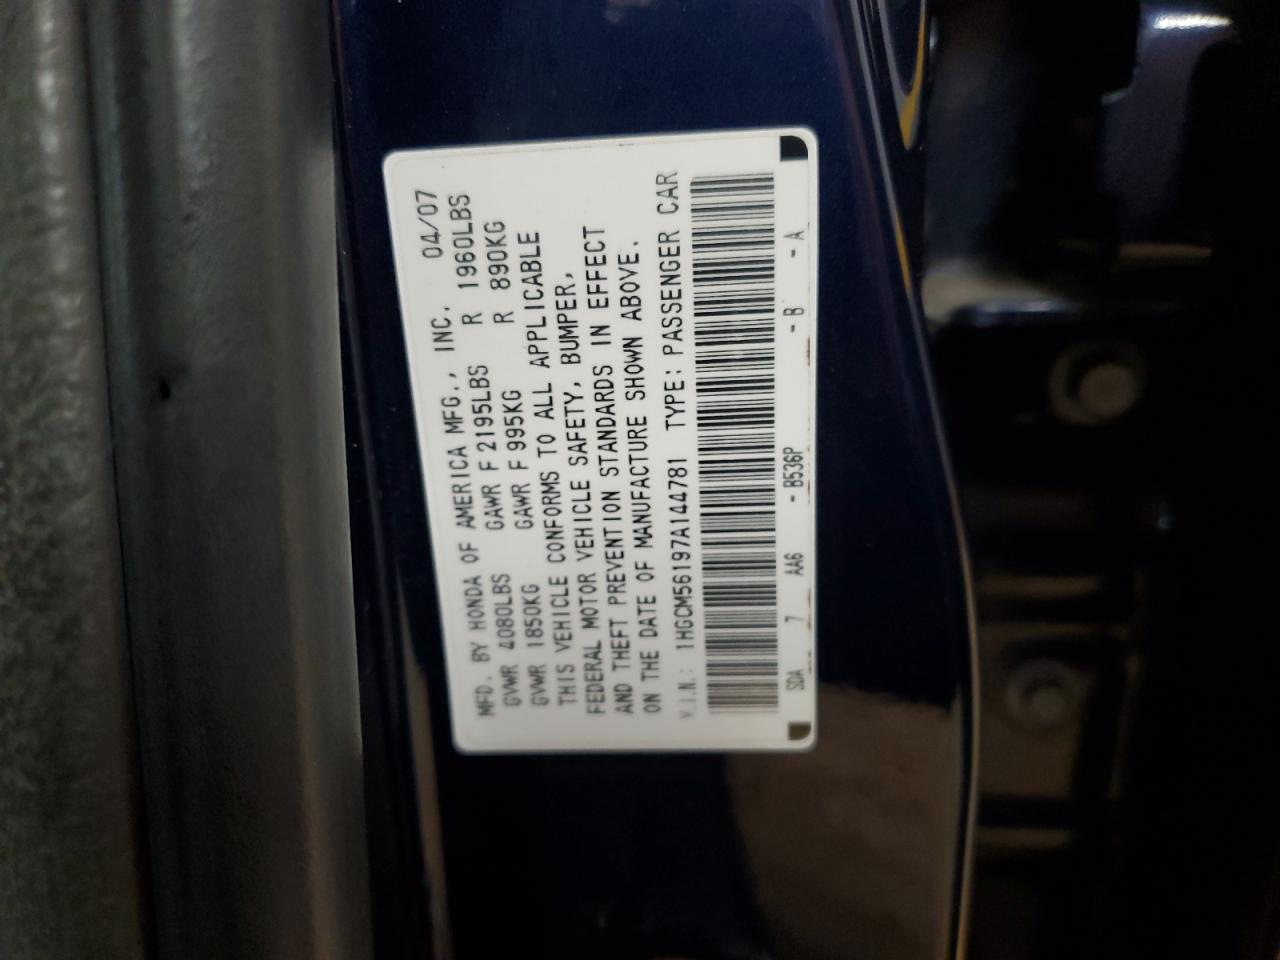 MFD. BY HONDA OF AMERICA MFG., INC. 04/07
GVWR 4080LBS GAWR F 2195LBS R 1960LBS
GVWR 1850KG GAWR F 995KG R 890KG
THIS VEHICLE CONFORMS TO ALL APPLICABLE
FEDERAL MOTOR VEHICLE SAFETY, BUMPER,
AND THEFT PREVENTION STANDARDS IN EFFECT
ON THE DATE OF MANUFACTURE SHOWN ABOVE.
V.I.N.: 1HGCM56197A144781 TYPE: PASSENGER CAR
SDA 7 AA6 - B536P - B - A